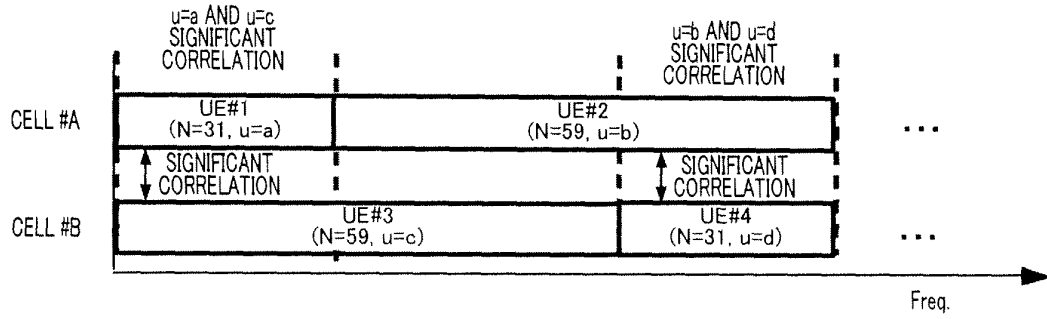 u=a AND u=c
SIGNIFICANT
CORRELATION
u=b AND u=d
SIGNIFICANT
CORRELATION
CELL #A
UE#1
(N=31, u=a)
UE#2
(N=59, u=b)
...
SIGNIFICANT
CORRELATION
SIGNIFICANT
CORRELATION
CELL #B
UE#3
(N=59, u=c)
UE#4
(N=31, u=d)
...
Freq.